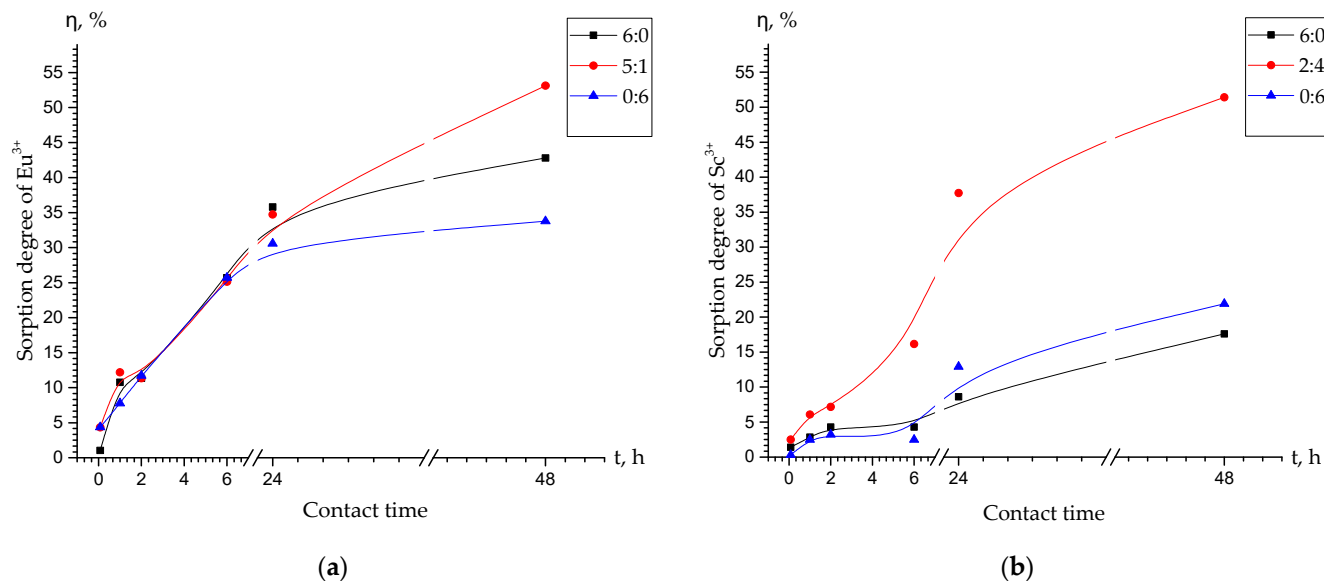 η, %
6:0
5:1
0:6
55
50
45
40
35
30
25
20
15
10
5
0
Sorption degree of Eu3+
0 2 4 6 24 48
t, h
Contact time
(a)
η, %
6:0
2:4
0:6
55
50
45
40
35
30
25
20
15
10
5
0
Sorption degree of Sc3+
0 2 4 6 24 48
t, h
Contact time
(b)